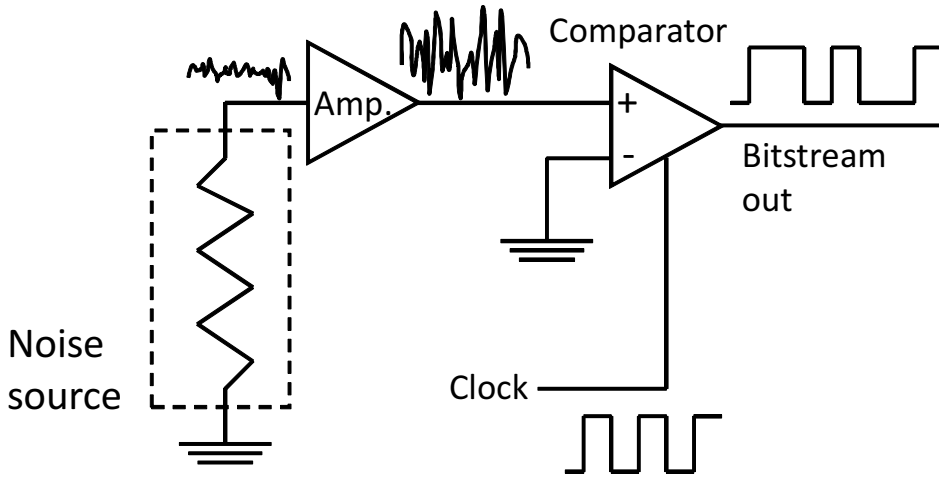 Comparator
Amp.
+
-
Bitstream
out
Noise
source
Clock